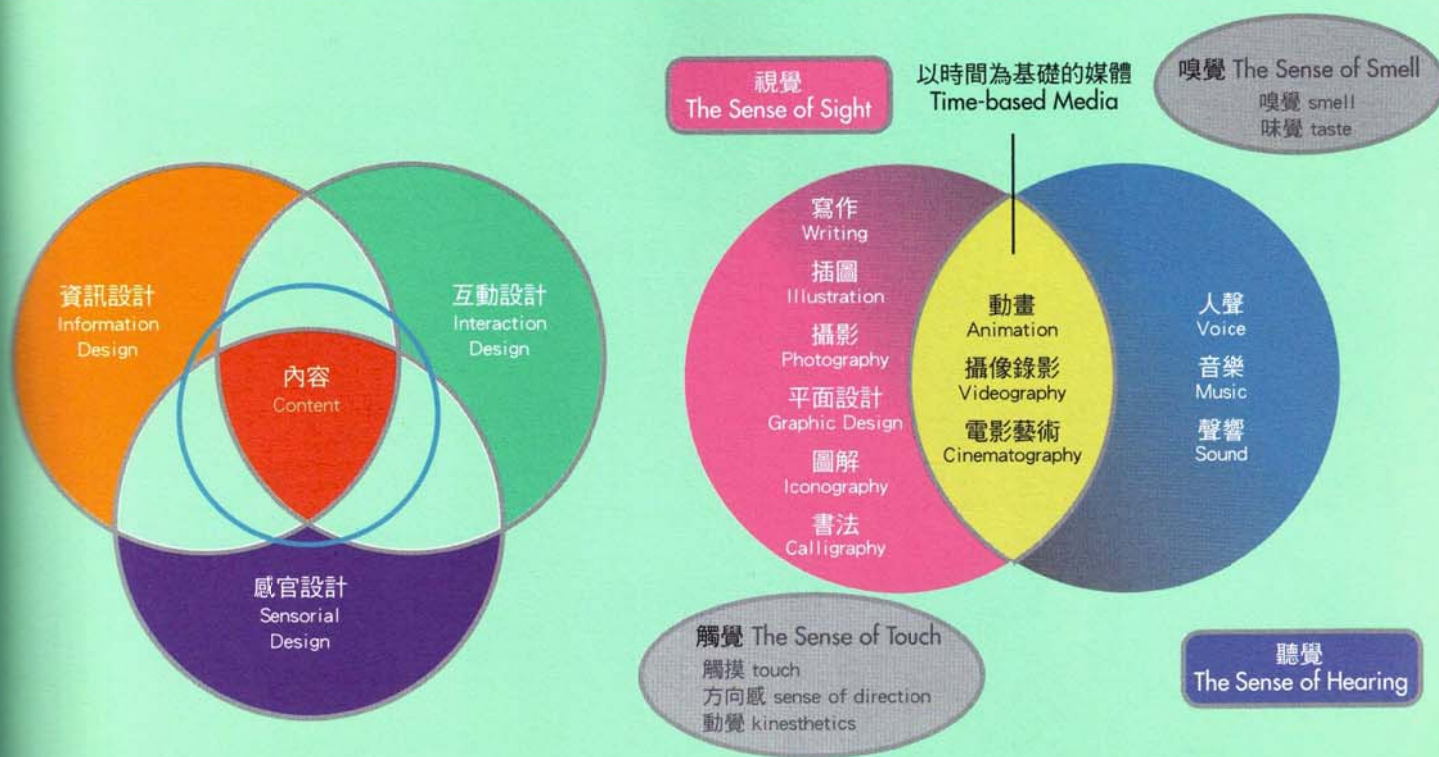 資訊設計
Information
Design
互動設計
Interaction
Design
內容
Content
感官設計
Sensorial
Design
視覺
The Sense of Sight
以時間為基礎的媒體
Time-based Media
嗅覺 The Sense of Smell
嗅覺 smell
味覺 taste
寫作
Writing
插圖
Illustration
攝影
Photography
平面設計
Graphic Design
圖解
Iconography
書法
Calligraphy
動畫
Animation
攝像錄影
Videography
電影藝術
Cinematography
人聲
Voice
音樂
Music
聲響
Sound
觸覺 The Sense of Touch
觸摸 touch
方向感 sense of direction
動覺 kinesthetics
聽覺
The Sense of Hearing